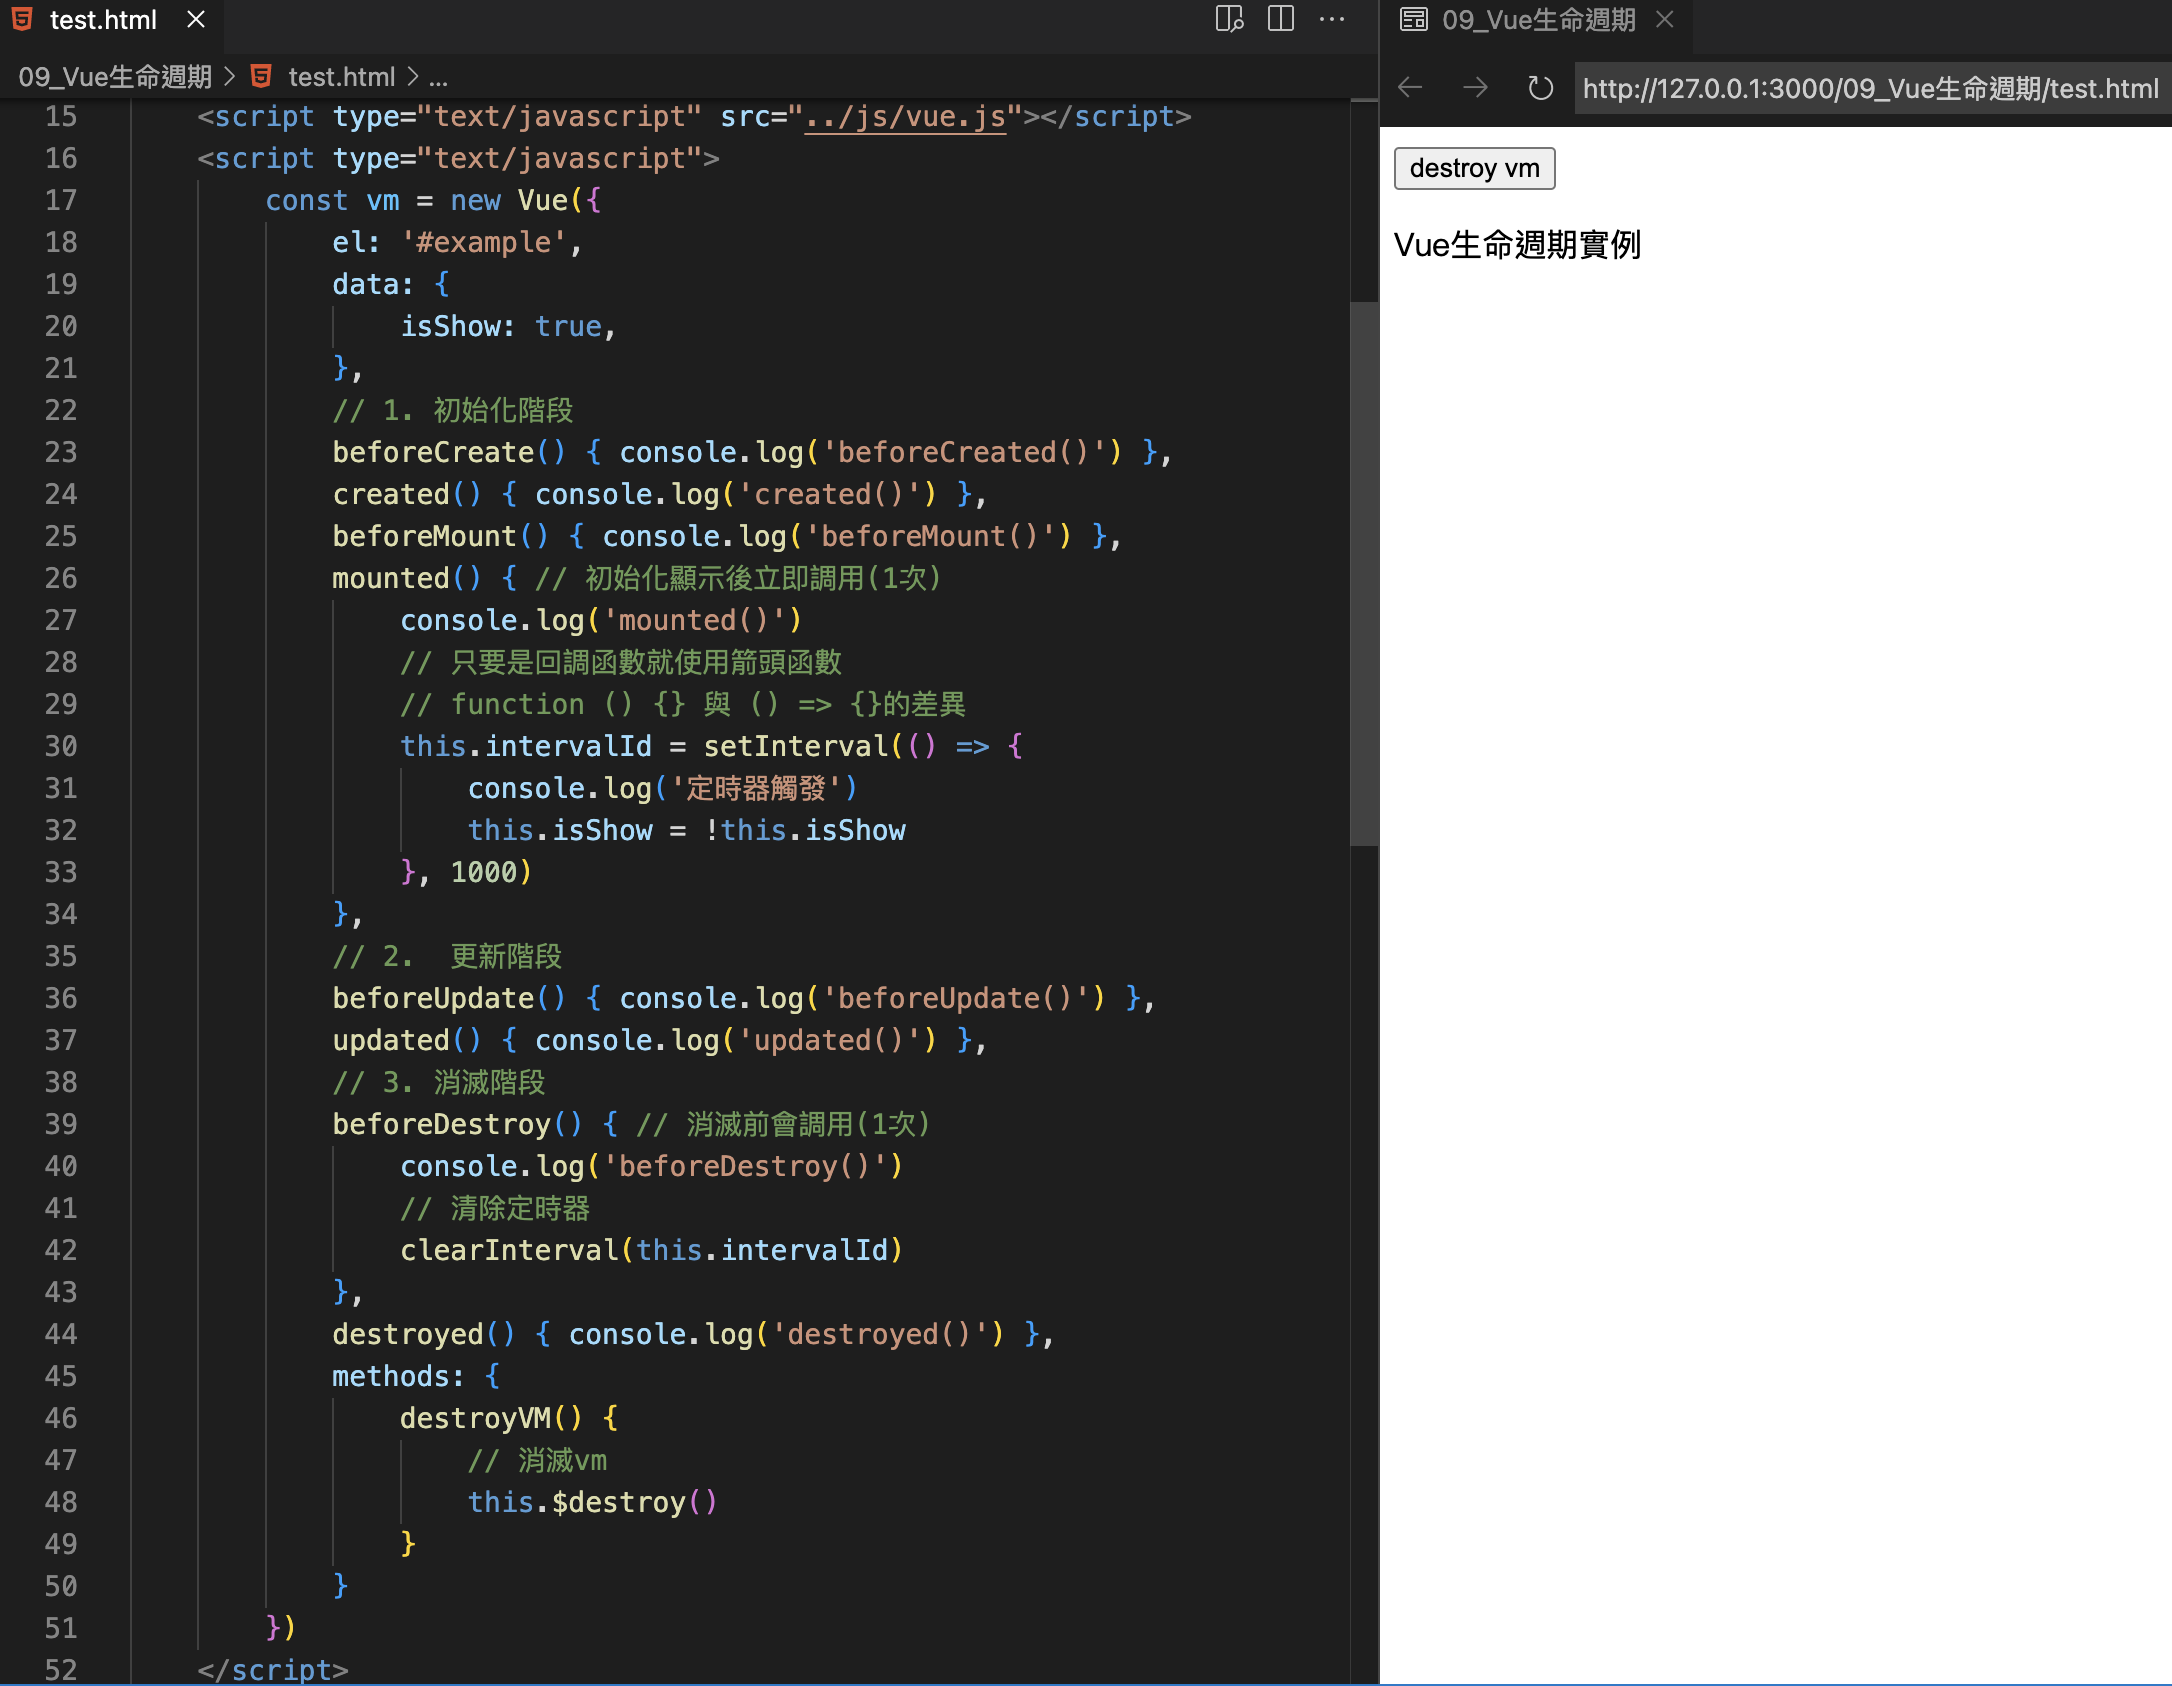 test.html
09_Vue生命週期 > test.html > ...
15 <script type="text/javascript" src="../js/vue.js"></script>
16 <script type="text/javascript">
17 const vm = new Vue({
18 el: '#example',
19 data: {
20 isShow: true,
21 },
22 // 1. 初始化階段
23 beforeCreate() { console.log('beforeCreated()') },
24 created() { console.log('created()') },
25 beforeMount() { console.log('beforeMount()') },
26 mounted() { // 初始化顯示後立即調用(1次)
27 console.log('mounted()')
28 // 只要是回調函數就使用箭頭函數
29 // function () {} 與 () => {}的差異
30 this.intervalId = setInterval(() => {
31 console.log('定時器觸發')
32 this.isShow = !this.isShow
33 }, 1000)
34 },
35 // 2.  更新階段
36 beforeUpdate() { console.log('beforeUpdate()') },
37 updated() { console.log('updated()') },
38 // 3. 消滅階段
39 beforeDestroy() { // 消滅前會調用(1次)
40 console.log('beforeDestroy()')
41 // 清除定時器
42 clearInterval(this.intervalId)
43 },
44 destroyed() { console.log('destroyed()') },
45 methods: {
46 destroyVM() {
47 // 消滅vm
48 this.$destroy()
49 }
50 }
51 })
52 </script>
09_Vue生命週期
http://127.0.0.1:3000/09_Vue生命週期/test.html
destroy vm
Vue生命週期實例